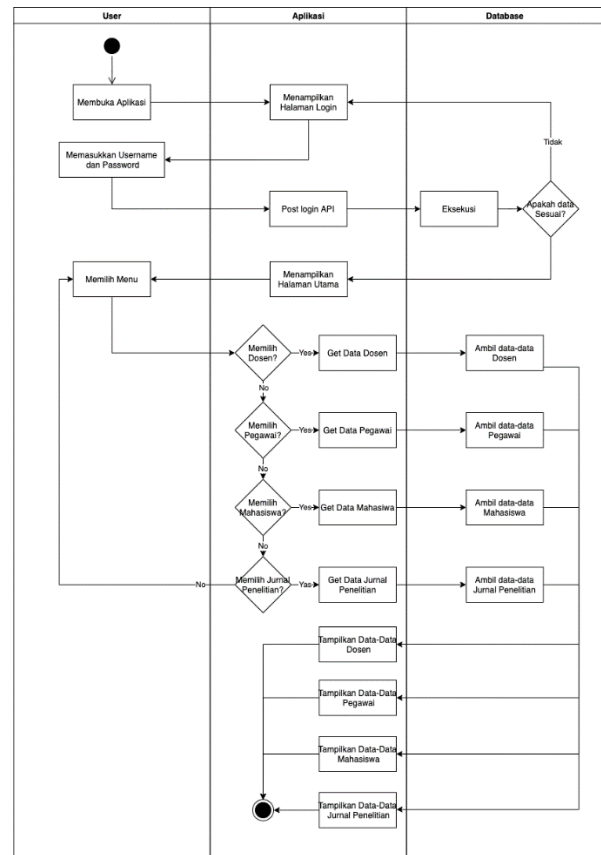 User
Aplikasi
Database
Membuka Aplikasi
Menampilkan
Halaman Login
Tidak
Memasukkan Username
dan Password
Post login API
Eksekusi
Apakah data
Sesuai?
Memilih Menu
Menampilkan
Halaman Utama
Memilih
Dosen?
Yes
Get Data Dosen
Ambil data-data
Dosen
No
Memilih
Pegawai?
Yes
Get Data Pegawai
Ambil data-data
Pegawai
No
Memilih
Mahasiswa?
Yes
Get Data Mahasiwa
Ambil data-data
Mahasiswa
No
No
Memilih Jurnal
Penelitian?
Yas
Get Data Jurnal
Penelitian
Ambil data-data
Jurnal Penelitian
Tampilkan Data-Data
Dosen
Tampilkan Data-Data
Pegawai
Tampilkan Data-Data
Mahasiswa
Tampilkan Data-Data
Jurnal Penelitian